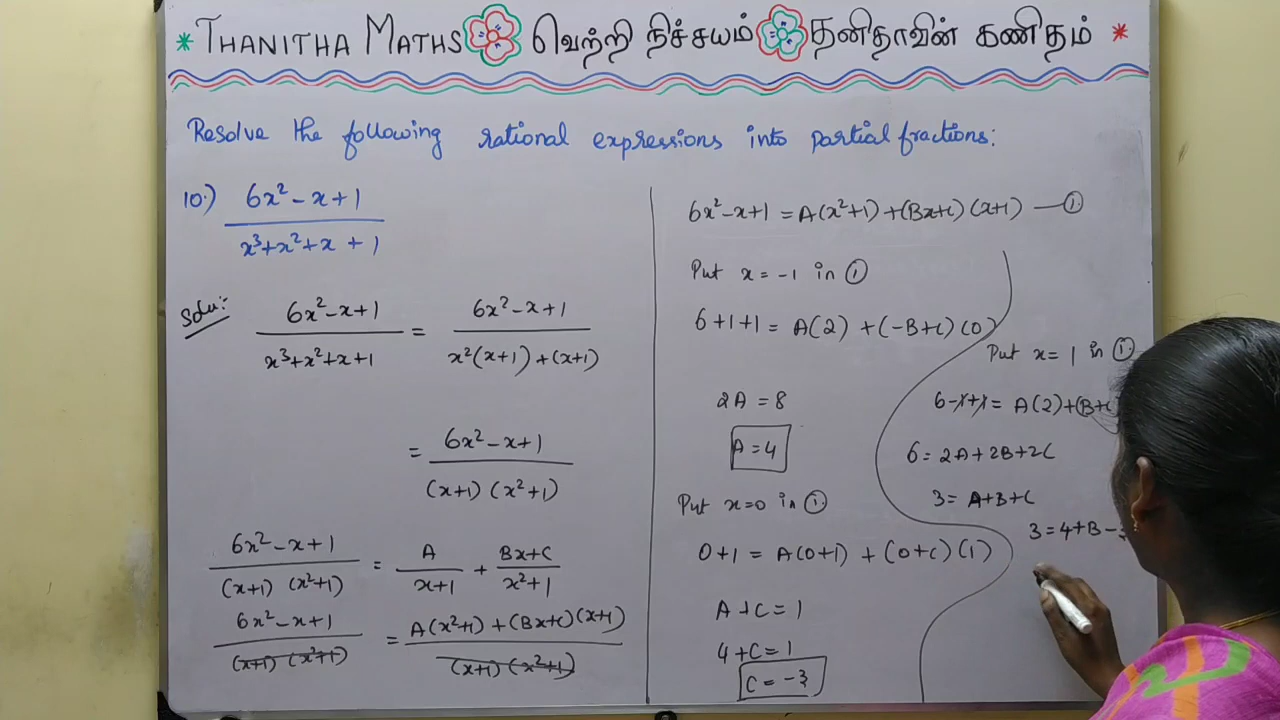 * THANITHA MATHS வெற்றி நிச்சயம் தனிதாவின் கணிதம் *
Resolve the following rational expressions into partial fractions:
10.) 6x² - x + 1 / x³+x²+x + 1
Solu:- 6x² - x + 1 / x³+x²+x+1 = 6x² - x + 1 / x²(x+1) + (x+1)
= 6x² - x + 1 / (x+1) (x²+1)
6x² - x + 1 / (x+1) (x²+1) = A / x+1 + Bx+C / x²+1
6x² - x + 1 / (x+1) (x²+1) = A(x²+1) + (Bx+C)(x+1) / (x+1) (x²+1)
6x² - x + 1 = A(x²+1) + (Bx+C) (x+1) — ①
Put x = -1 in ①
6+1+1 = A(2) + (-B+C) (0)
2A = 8
A = 4
Put x=0 in ①
0+1 = A(0+1) + (0+C) (1)
A + C = 1
4 + C = 1
C = -3
Put x = 1 in ①
6-1+1 = A(2)+(B+C
6 = 2A + 2B + 2C
3 = A+B+C
3 = 4+B-